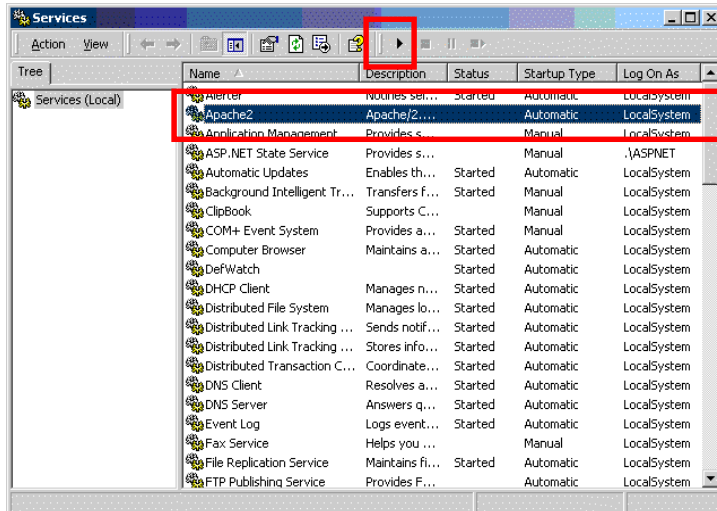 Services
Action View
Tree
Name Description Status Startup Type Log On As
Services (Local)
Alerter Notifies sel... Started Automatic LocalSystem
Apache2 Apache/2.... Automatic LocalSystem
Application Management Provides s... Manual LocalSystem
ASP.NET State Service Provides s... Manual .\ASPNET
Automatic Updates Enables th... Started Automatic LocalSystem
Background Intelligent Tr... Transfers f... Started Manual LocalSystem
ClipBook Supports C... Manual LocalSystem
COM+ Event System Provides a... Started Manual LocalSystem
Computer Browser Maintains a... Started Automatic LocalSystem
DefWatch Started Automatic LocalSystem
DHCP Client Manages n... Started Automatic LocalSystem
Distributed File System Manages lo... Started Automatic LocalSystem
Distributed Link Tracking ... Sends notif... Started Automatic LocalSystem
Distributed Link Tracking ... Stores info... Started Automatic LocalSystem
Distributed Transaction C... Coordinate... Started Automatic LocalSystem
DNS Client Resolves a... Started Automatic LocalSystem
DNS Server Answers q... Started Automatic LocalSystem
Event Log Logs event... Started Automatic LocalSystem
Fax Service Helps you ... Manual LocalSystem
File Replication Service Maintains fi... Started Automatic LocalSystem
FTP Publishing Service Provides F... Automatic LocalSystem